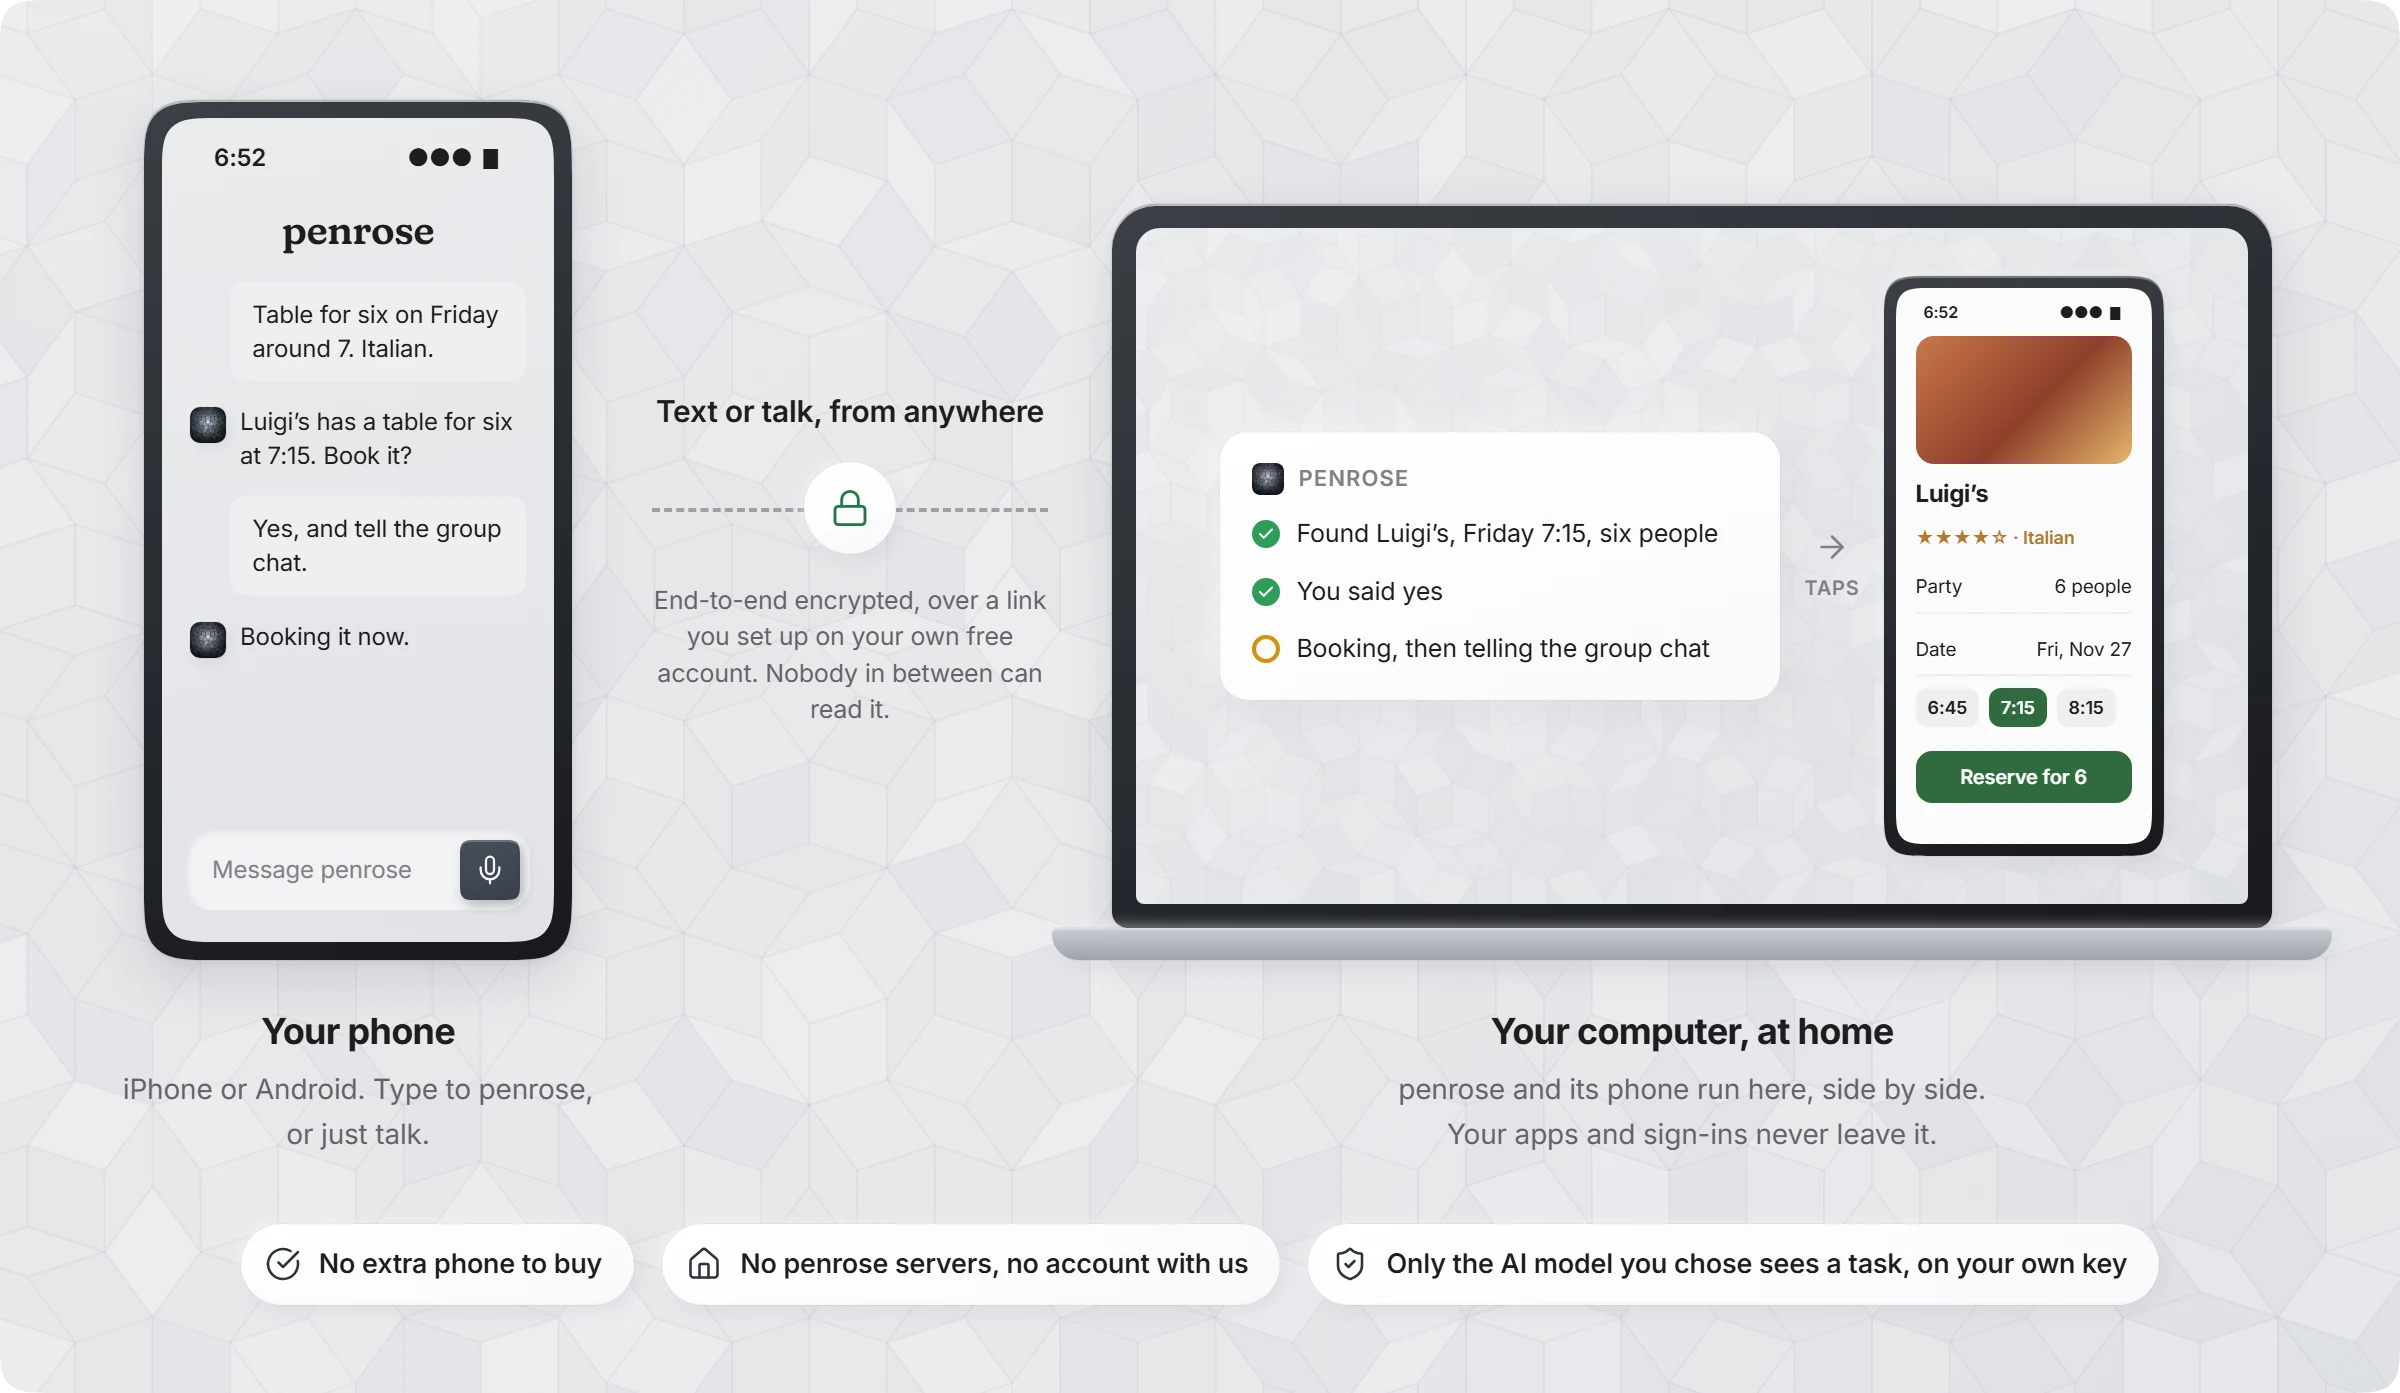 6:52
penrose
Table for six on Friday
around 7. Italian.
Luigi’s has a table for six
at 7:15. Book it?
Yes, and tell the group
chat.
Booking it now.
Message penrose
Text or talk, from anywhere
End-to-end encrypted, over a link
you set up on your own free
account. Nobody in between can
read it.
PENROSE
Found Luigi’s, Friday 7:15, six people
You said yes
Booking, then telling the group chat
TAPS
6:52
Luigi’s
★★★★☆ · Italian
Party 6 people
Date Fri, Nov 27
6:45 7:15 8:15
Reserve for 6
Your phone
iPhone or Android. Type to penrose,
or just talk.
Your computer, at home
penrose and its phone run here, side by side.
Your apps and sign-ins never leave it.
No extra phone to buy
No penrose servers, no account with us
Only the AI model you chose sees a task, on your own key